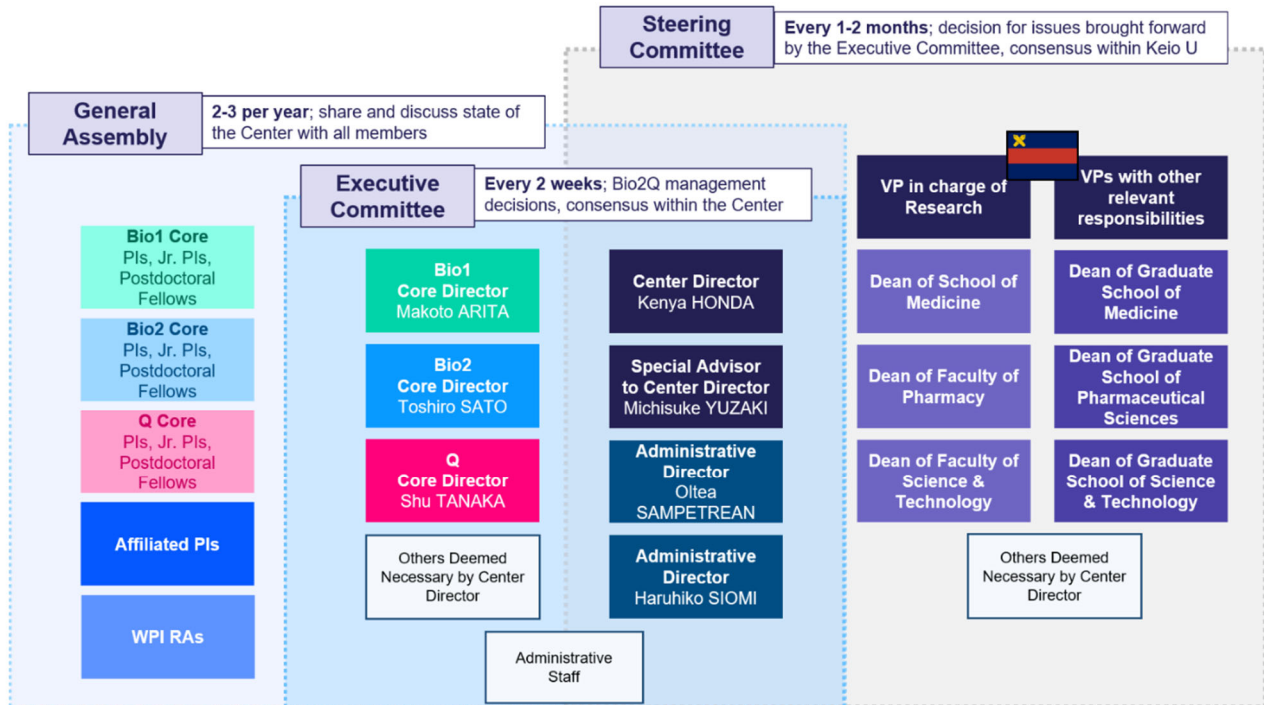 Steering
Committee
Every 1-2 months; decision for issues brought forward
by the Executive Committee, consensus within Keio U
General
Assembly
2-3 per year; share and discuss state of
the Center with all members
Executive
Committee
Every 2 weeks; Bio2Q management
decisions, consensus within the Center
Bio1 Core
PIs, Jr. PIs,
Postdoctoral
Fellows
Bio2 Core
PIs, Jr. PIs,
Postdoctoral
Fellows
Q Core
PIs, Jr. PIs,
Postdoctoral
Fellows
Affiliated PIs
WPI RAs
Bio1
Core Director
Makoto ARITA
Bio2
Core Director
Toshiro SATO
Q
Core Director
Shu TANAKA
Others Deemed
Necessary by Center
Director
Administrative
Staff
Center Director
Kenya HONDA
Special Advisor
to Center Director
Michisuke YUZAKI
Administrative
Director
Oltea
SAMPETREAN
Administrative
Director
Haruhiko SIOMI
VP in charge of
Research
VPs with other
relevant
responsibilities
Dean of School of
Medicine
Dean of Graduate
School of
Medicine
Dean of Faculty of
Pharmacy
Dean of Graduate
School of
Pharmaceutical
Sciences
Dean of Faculty of
Science &
Technology
Dean of Graduate
School of Science
& Technology
Others Deemed
Necessary by Center
Director